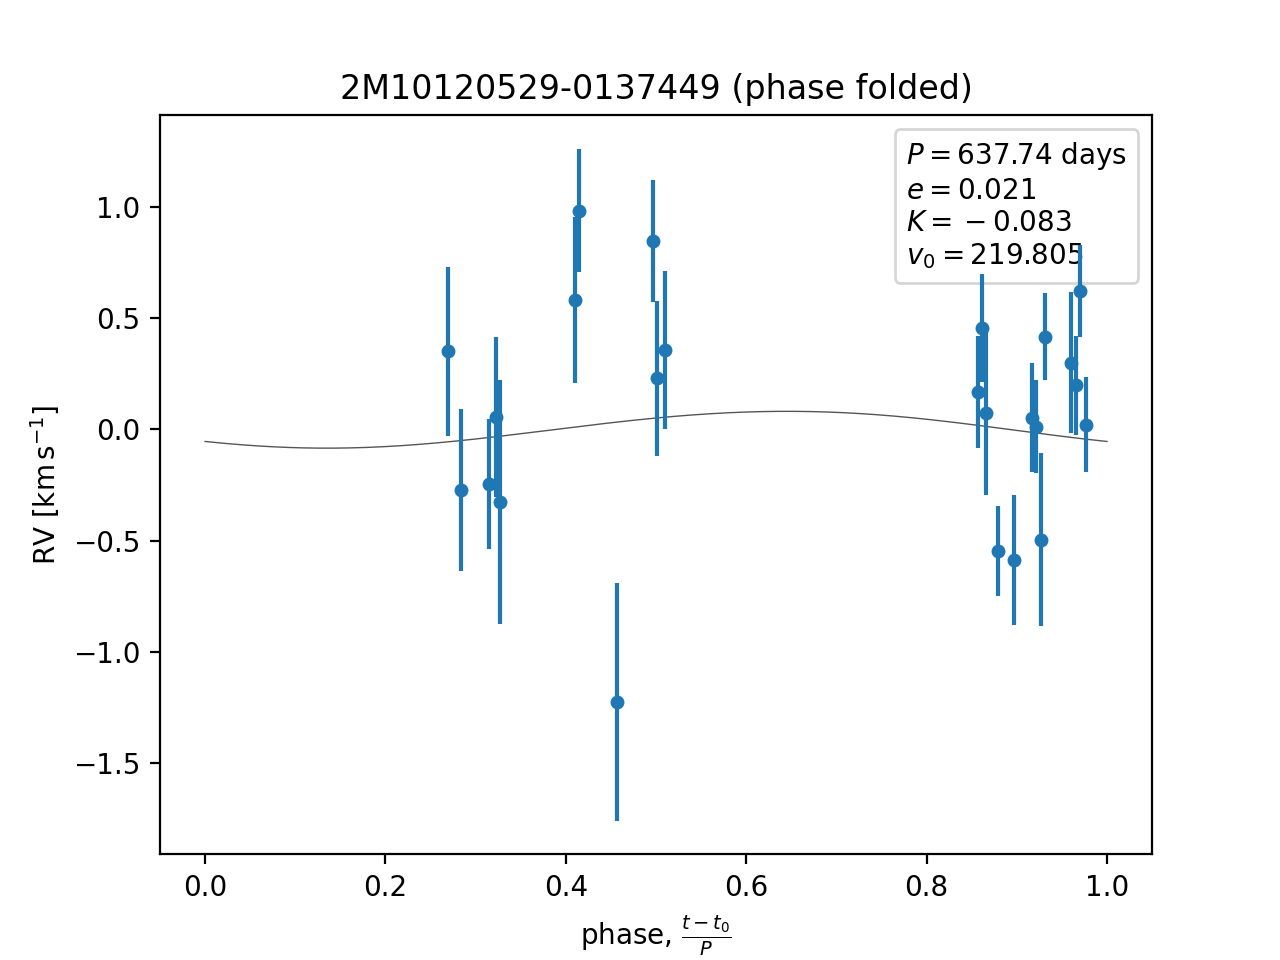 2M10120529-0137449 (phase folded)
P = 637.74 days
e = 0.021
K = −0.083
v₀ = 219.805
RV [km s⁻¹]
1.0
0.5
0.0
−0.5
−1.0
−1.5
0.0 0.2 0.4 0.6 0.8 1.0
phase, (t − t₀)/P